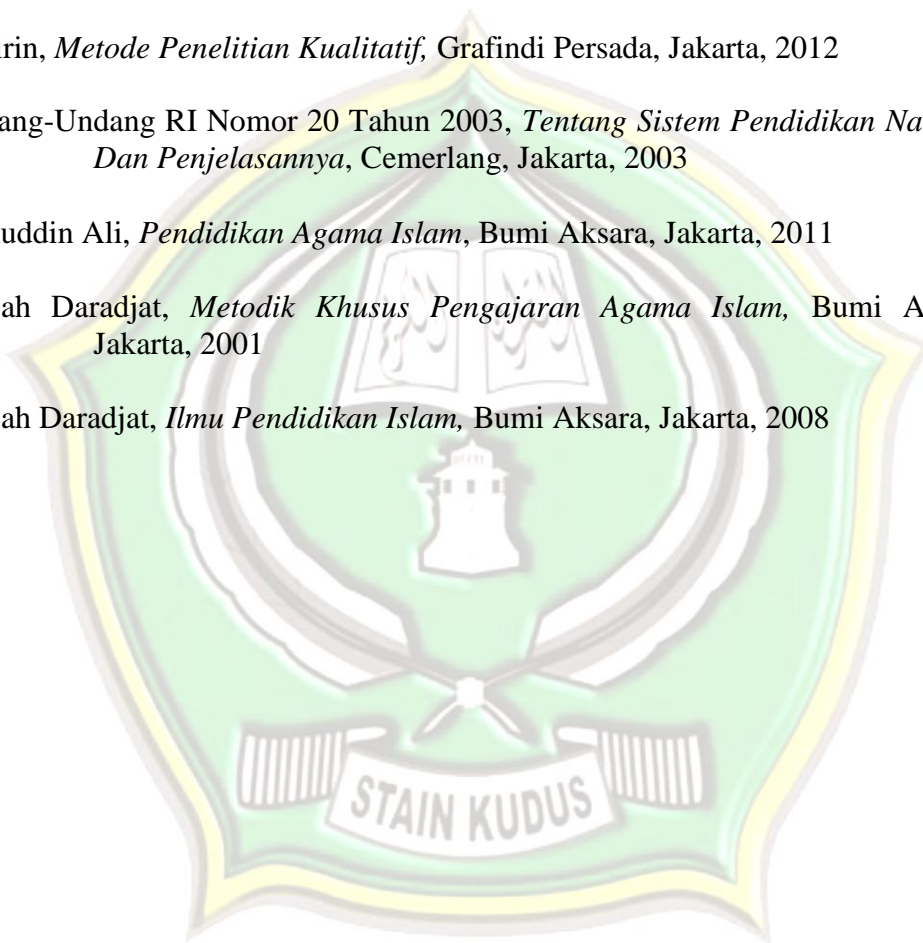 irin, Metode Penelitian Kualitatif, Grafindi Persada, Jakarta, 2012
ang-Undang RI Nomor 20 Tahun 2003, Tentang Sistem Pendidikan Na
Dan Penjelasannya, Cemerlang, Jakarta, 2003
uddin Ali, Pendidikan Agama Islam, Bumi Aksara, Jakarta, 2011
ah Daradjat, Metodik Khusus Pengajaran Agama Islam, Bumi A
Jakarta, 2001
ah Daradjat, Ilmu Pendidikan Islam, Bumi Aksara, Jakarta, 2008
STAIN KUDUS